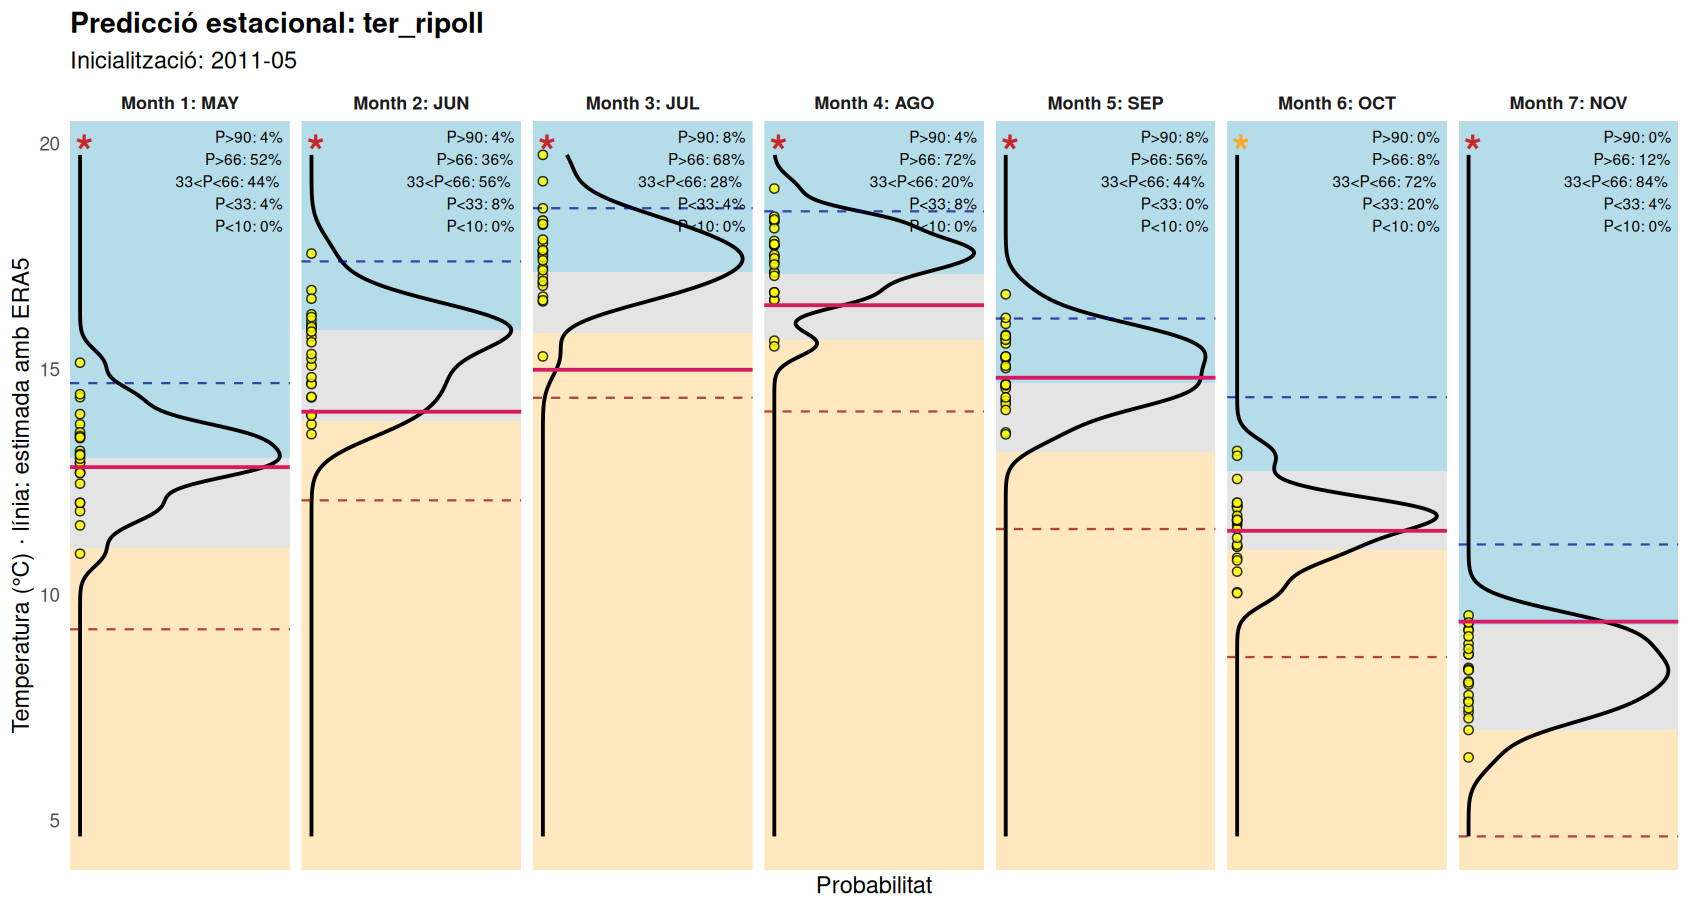 Predicció estacional: ter_ripoll
Inicialització: 2011-05
Month 1: MAY
Month 2: JUN
Month 3: JUL
Month 4: AGO
Month 5: SEP
Month 6: OCT
Month 7: NOV
*
P>90: 4%
P>66: 52%
33<P<66: 44%
P<33: 4%
P<10: 0%
*
P>90: 4%
P>66: 36%
33<P<66: 56%
P<33: 8%
P<10: 0%
*
P>90: 8%
P>66: 68%
33<P<66: 28%
P<33: 4%
P<10: 0%
*
P>90: 4%
P>66: 72%
33<P<66: 20%
P<33: 8%
P<10: 0%
*
P>90: 8%
P>66: 56%
33<P<66: 44%
P<33: 0%
P<10: 0%
*
P>90: 0%
P>66: 8%
33<P<66: 72%
P<33: 20%
P<10: 0%
*
P>90: 0%
P>66: 12%
33<P<66: 84%
P<33: 4%
P<10: 0%
20
15
10
5
Temperatura (°C) · línia: estimada amb ERA5
Probabilitat